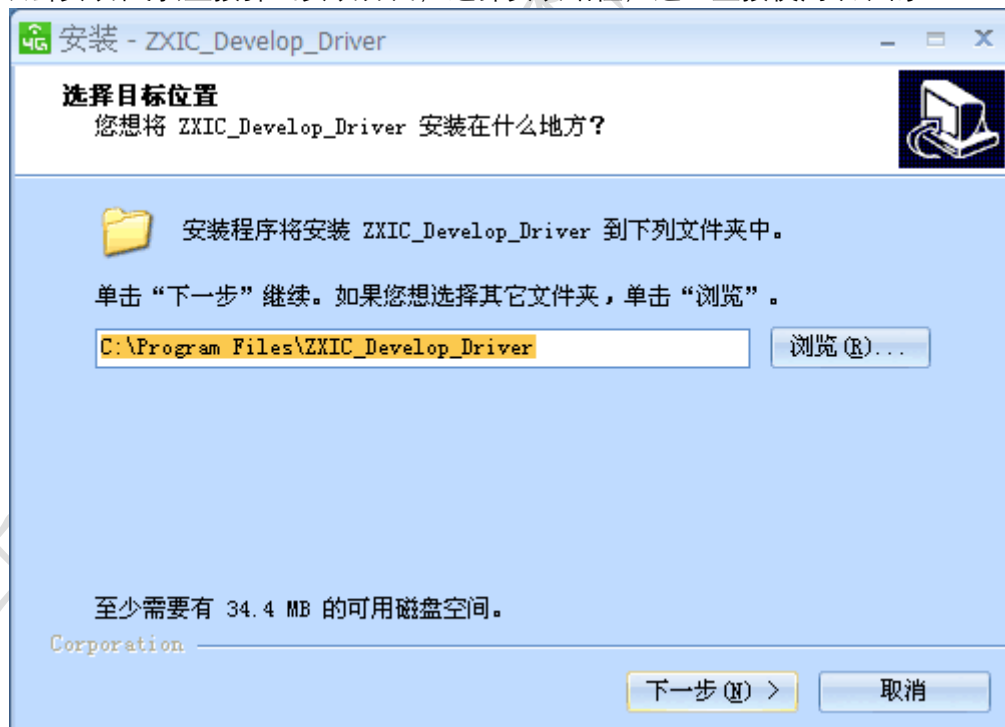 4G 安装 - ZXIC_Develop_Driver
选择目标位置
您想将 ZXIC_Develop_Driver 安装在什么地方?
安装程序将安装 ZXIC_Develop_Driver 到下列文件夹中。
单击“下一步”继续。如果您想选择其它文件夹，单击“浏览”。
C:\Program Files\ZXIC_Develop_Driver
浏览(R)...
至少需要有 34.4 MB 的可用磁盘空间。
Corporation
下一步(N) >
取消